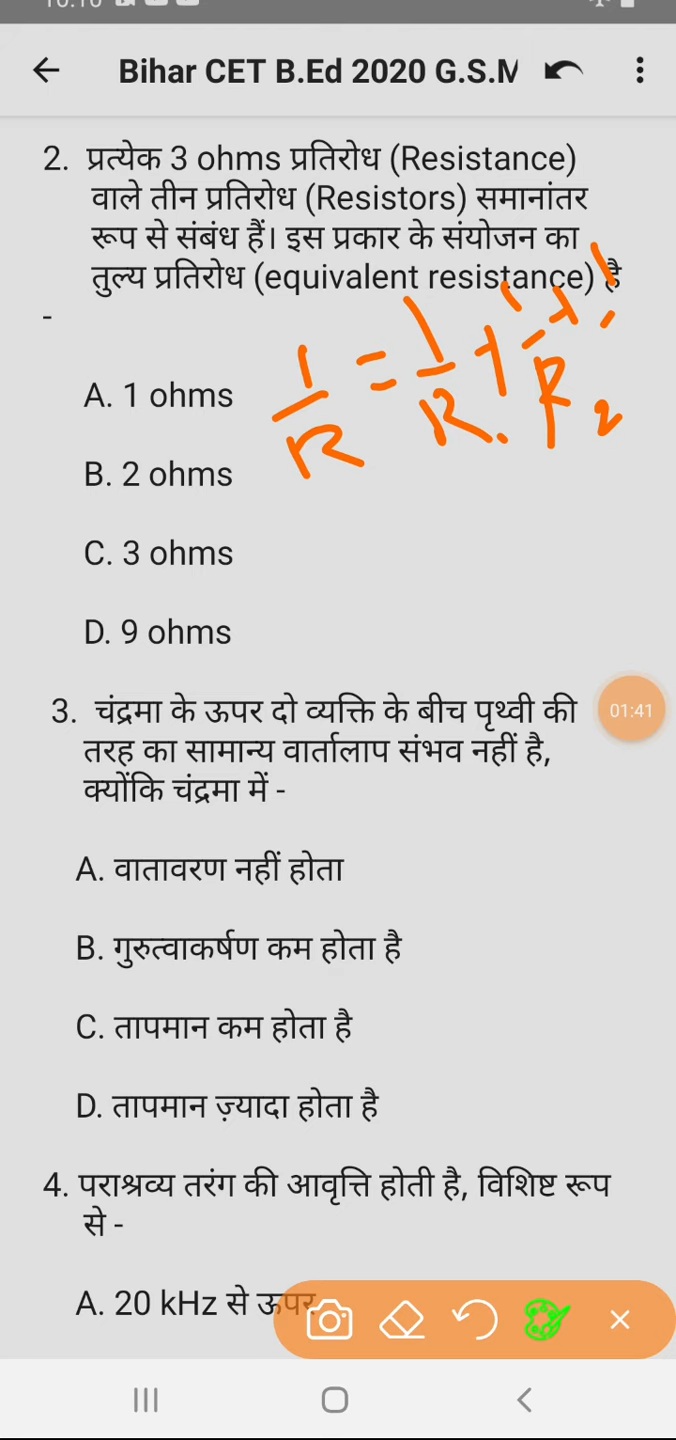 Bihar CET B.Ed 2020 G.S.M
2. प्रत्येक 3 ohms प्रतिरोध (Resistance)
वाले तीन प्रतिरोध (Resistors) समानांतर
रूप से संबंध हैं। इस प्रकार के संयोजन का
तुल्य प्रतिरोध (equivalent resistance) है
-
A. 1 ohms
B. 2 ohms
C. 3 ohms
D. 9 ohms
3. चंद्रमा के ऊपर दो व्यक्ति के बीच पृथ्वी की
तरह का सामान्य वार्तालाप संभव नहीं है,
क्योंकि चंद्रमा में -
01:41
A. वातावरण नहीं होता
B. गुरुत्वाकर्षण कम होता है
C. तापमान कम होता है
D. तापमान ज़्यादा होता है
4. पराश्रव्य तरंग की आवृत्ति होती है, विशिष्ट रूप
से -
A. 20 kHz से ऊपर